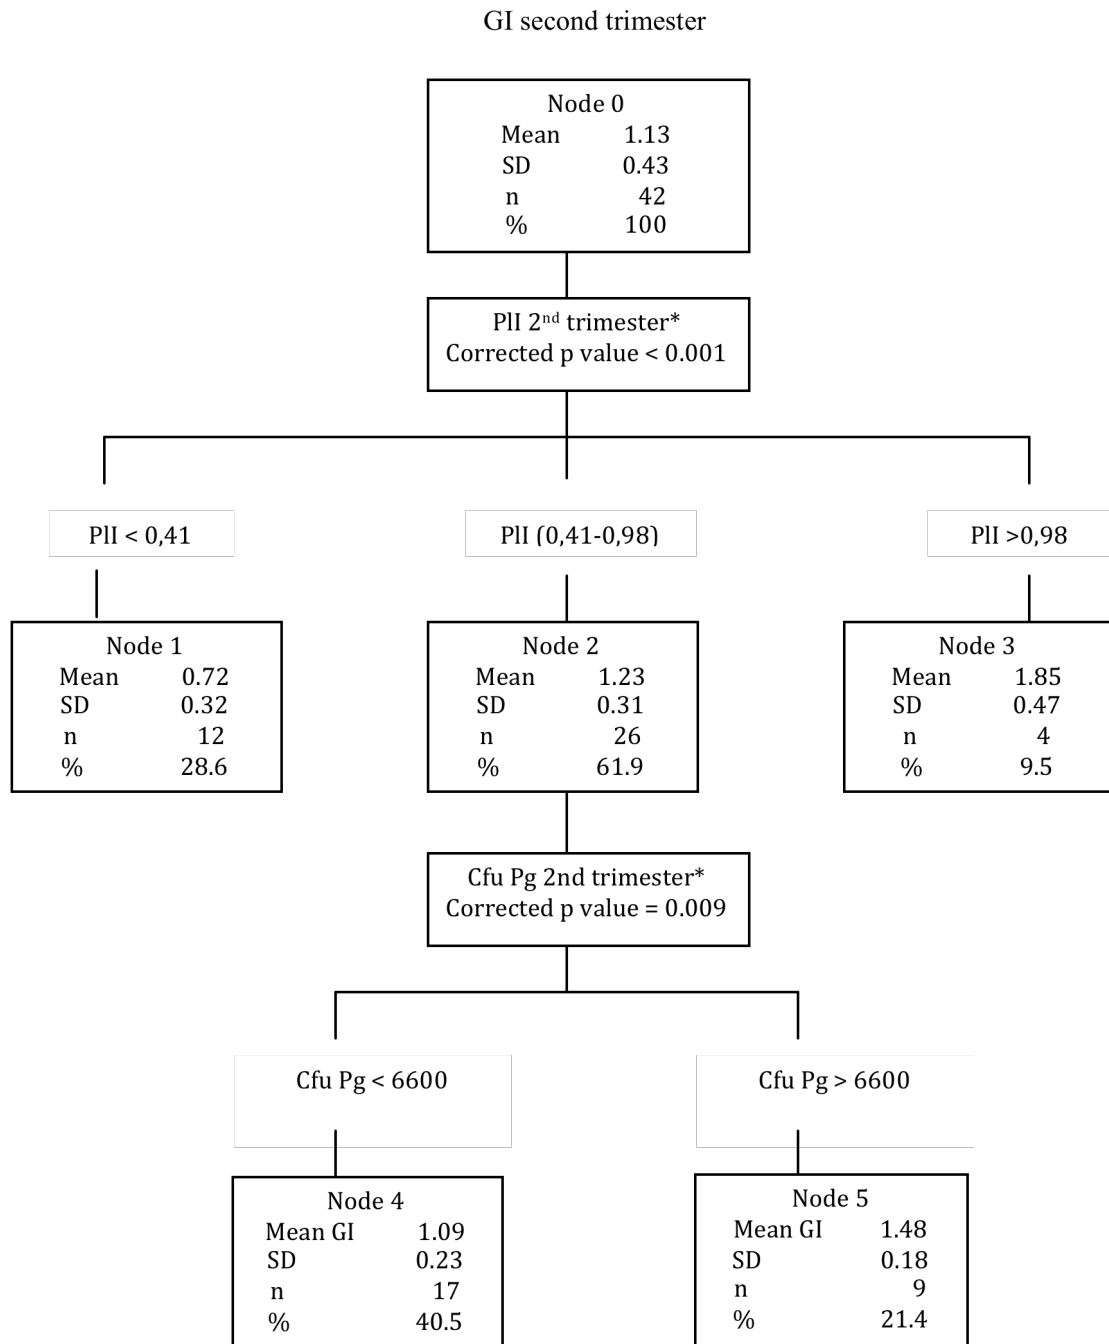 GI second trimester
Node 0
Mean 1.13
SD 0.43
n 42
% 100
PlI 2nd trimester*
Corrected p value < 0.001
PlI < 0,41
PlI (0,41-0,98)
PlI >0,98
Node 1
Mean 0.72
SD 0.32
n 12
% 28.6
Node 2
Mean 1.23
SD 0.31
n 26
% 61.9
Node 3
Mean 1.85
SD 0.47
n 4
% 9.5
Cfu Pg 2nd trimester*
Corrected p value = 0.009
Cfu Pg < 6600
Cfu Pg > 6600
Node 4
Mean GI 1.09
SD 0.23
n 17
% 40.5
Node 5
Mean GI 1.48
SD 0.18
n 9
% 21.4